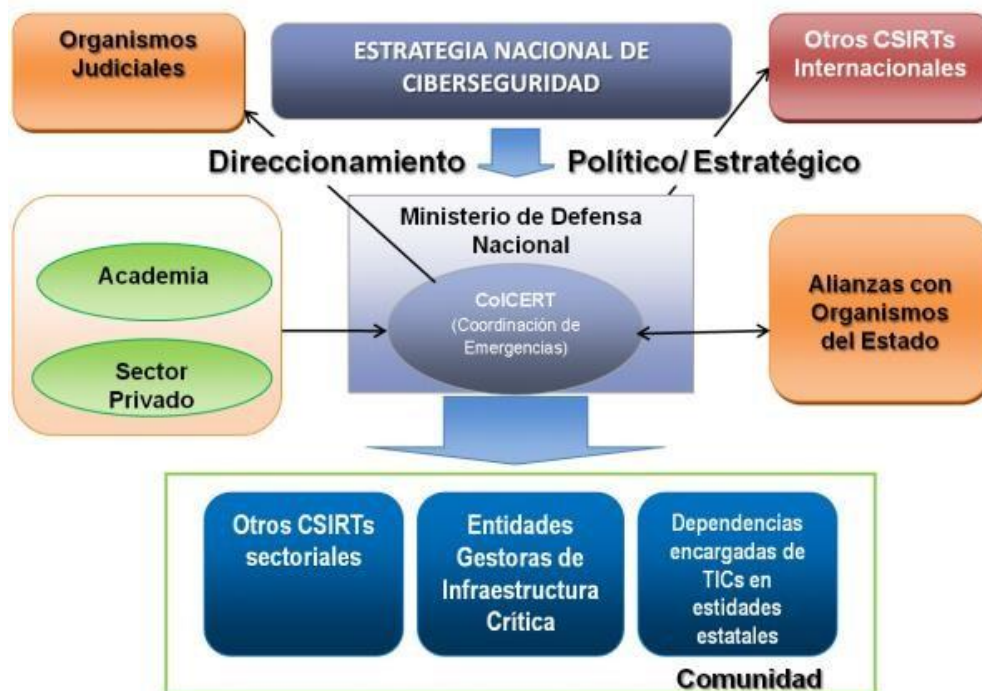 Organismos
Judiciales
ESTRATEGIA NACIONAL DE
CIBERSEGURIDAD
Otros CSIRTs
Internacionales
Direccionamiento
Político/ Estratégico
Ministerio de Defensa
Nacional
Academia
Sector
Privado
ColCERT
(Coordinación de
Emergencias)
Alianzas con
Organismos
del Estado
Otros CSIRTs
sectoriales
Entidades
Gestoras de
Infraestructura
Crítica
Dependencias
encargadas de
TICs en
estidades
estatales
Comunidad